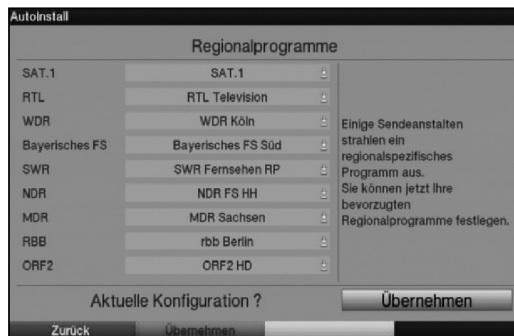 AutoInstall
Regionalprogramme
SAT.1 SAT.1
RTL RTL Television
WDR WDR Köln
Bayerisches FS Bayerisches FS Süd
SWR SWR Fernsehen RP
NDR NDR FS HH
MDR MDR Sachsen
RBB rbb Berlin
ORF2 ORF2 HD
Einige Sendeanstalten
strahlen ein
regionalspezifisches
Programm aus.
Sie können jetzt Ihre
bevorzugten
Regionalprogramme festlegen.
Aktuelle Konfiguration ? Übernehmen
Zurück Übernehmen